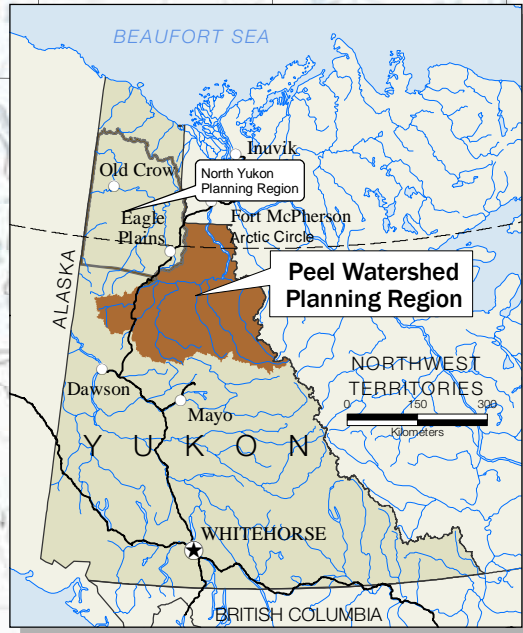 BEAUFORT SEA
Inuvik
Old Crow
North Yukon
Planning Region
Eagle
Plains
Fort McPherson
Arctic Circle
Peel Watershed
Planning Region
ALASKA
NORTHWEST
TERRITORIES
0 150 300
Kilometers
Dawson
Mayo
YUKON
WHITEHORSE
BRITISH COLUMBIA